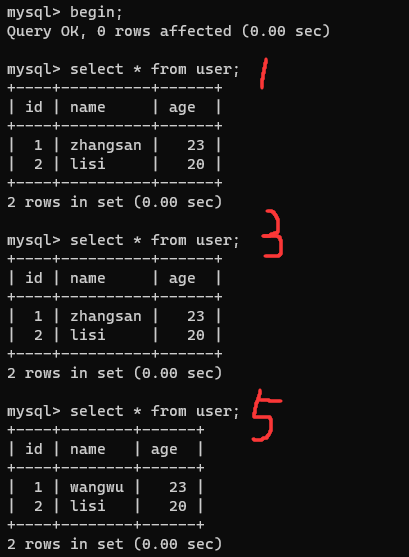 mysql> begin;
Query OK, 0 rows affected (0.00 sec)
mysql> select * from user; 1
+----+----------+------+
| id | name     | age  |
+----+----------+------+
|  1 | zhangsan |   23 |
|  2 | lisi     |   20 |
+----+----------+------+
2 rows in set (0.00 sec)
mysql> select * from user; 3
+----+----------+------+
| id | name     | age  |
+----+----------+------+
|  1 | zhangsan |   23 |
|  2 | lisi     |   20 |
+----+----------+------+
2 rows in set (0.00 sec)
mysql> select * from user; 5
+----+--------+------+
| id | name   | age  |
+----+--------+------+
|  1 | wangwu |   23 |
|  2 | lisi   |   20 |
+----+--------+------+
2 rows in set (0.00 sec)